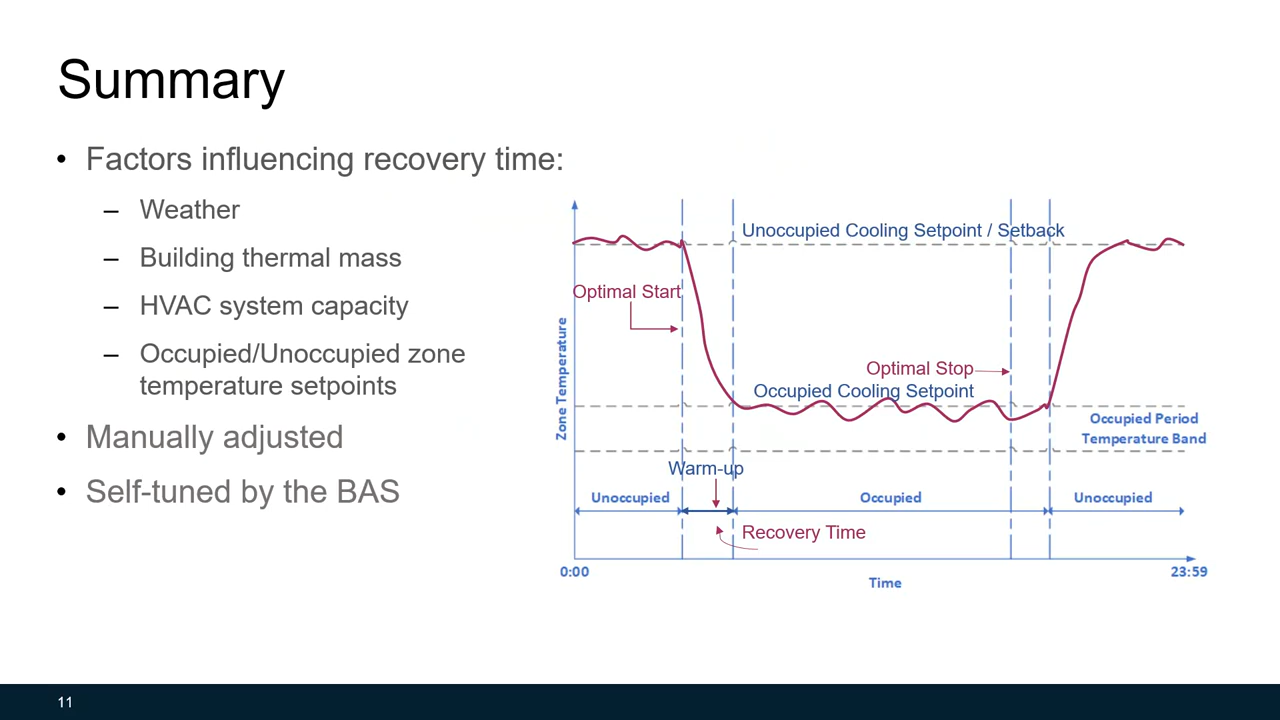 Summary
• Factors influencing recovery time:
– Weather
– Building thermal mass
– HVAC system capacity
– Occupied/Unoccupied zone
temperature setpoints
• Manually adjusted
• Self-tuned by the BAS
Unoccupied Cooling Setpoint / Setback
Optimal Start
Optimal Stop
Occupied Cooling Setpoint
Zone Temperature
Occupied Period
Temperature Band
Warm-up
Unoccupied
Occupied
Unoccupied
Recovery Time
0:00
23:59
Time
11